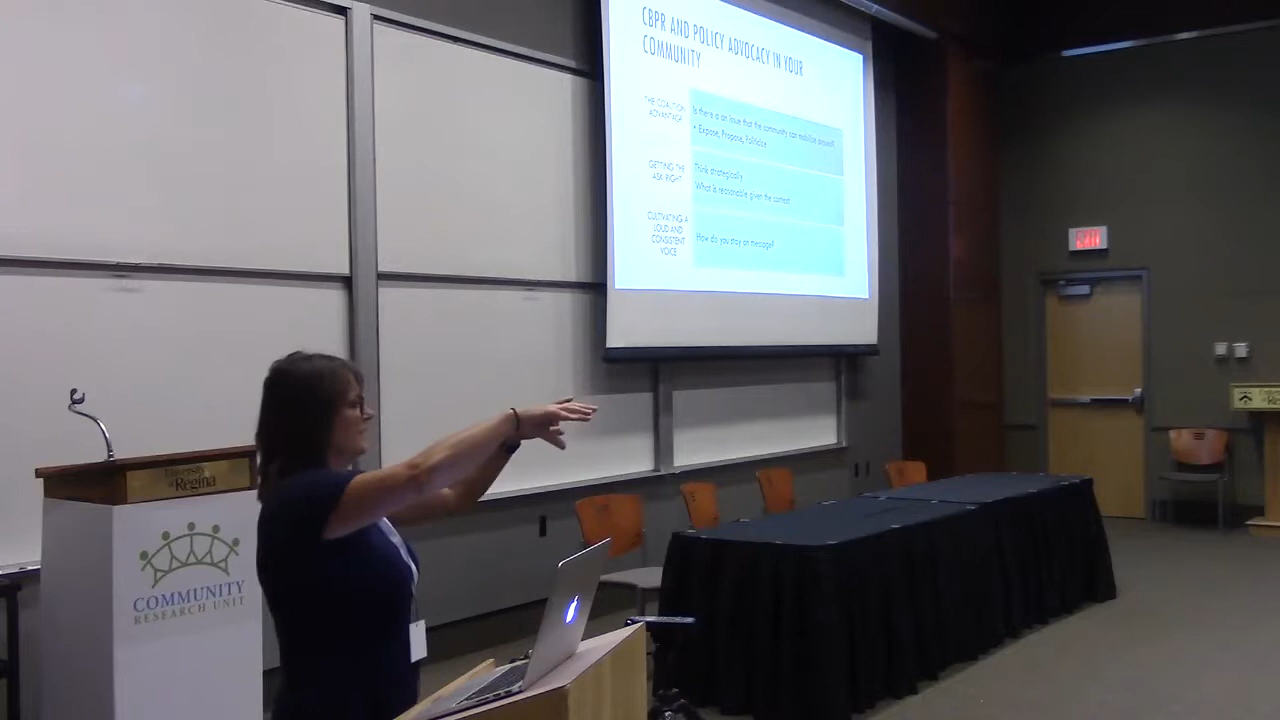 CBPR AND POLICY ADVOCACY IN YOUR
COMMUNITY
THE COALITION
ADVANTAGE
Is there a an issue that the community can mobilize around?
• Expose, Propose, Politicize
GETTING THE
ASK RIGHT
Think strategically
What is reasonable given the context
CULTIVATING A
LOUD AND
CONSISTENT
VOICE
How do you stay on message?
EXIT
University
of Regina
COMMUNITY
RESEARCH UNIT